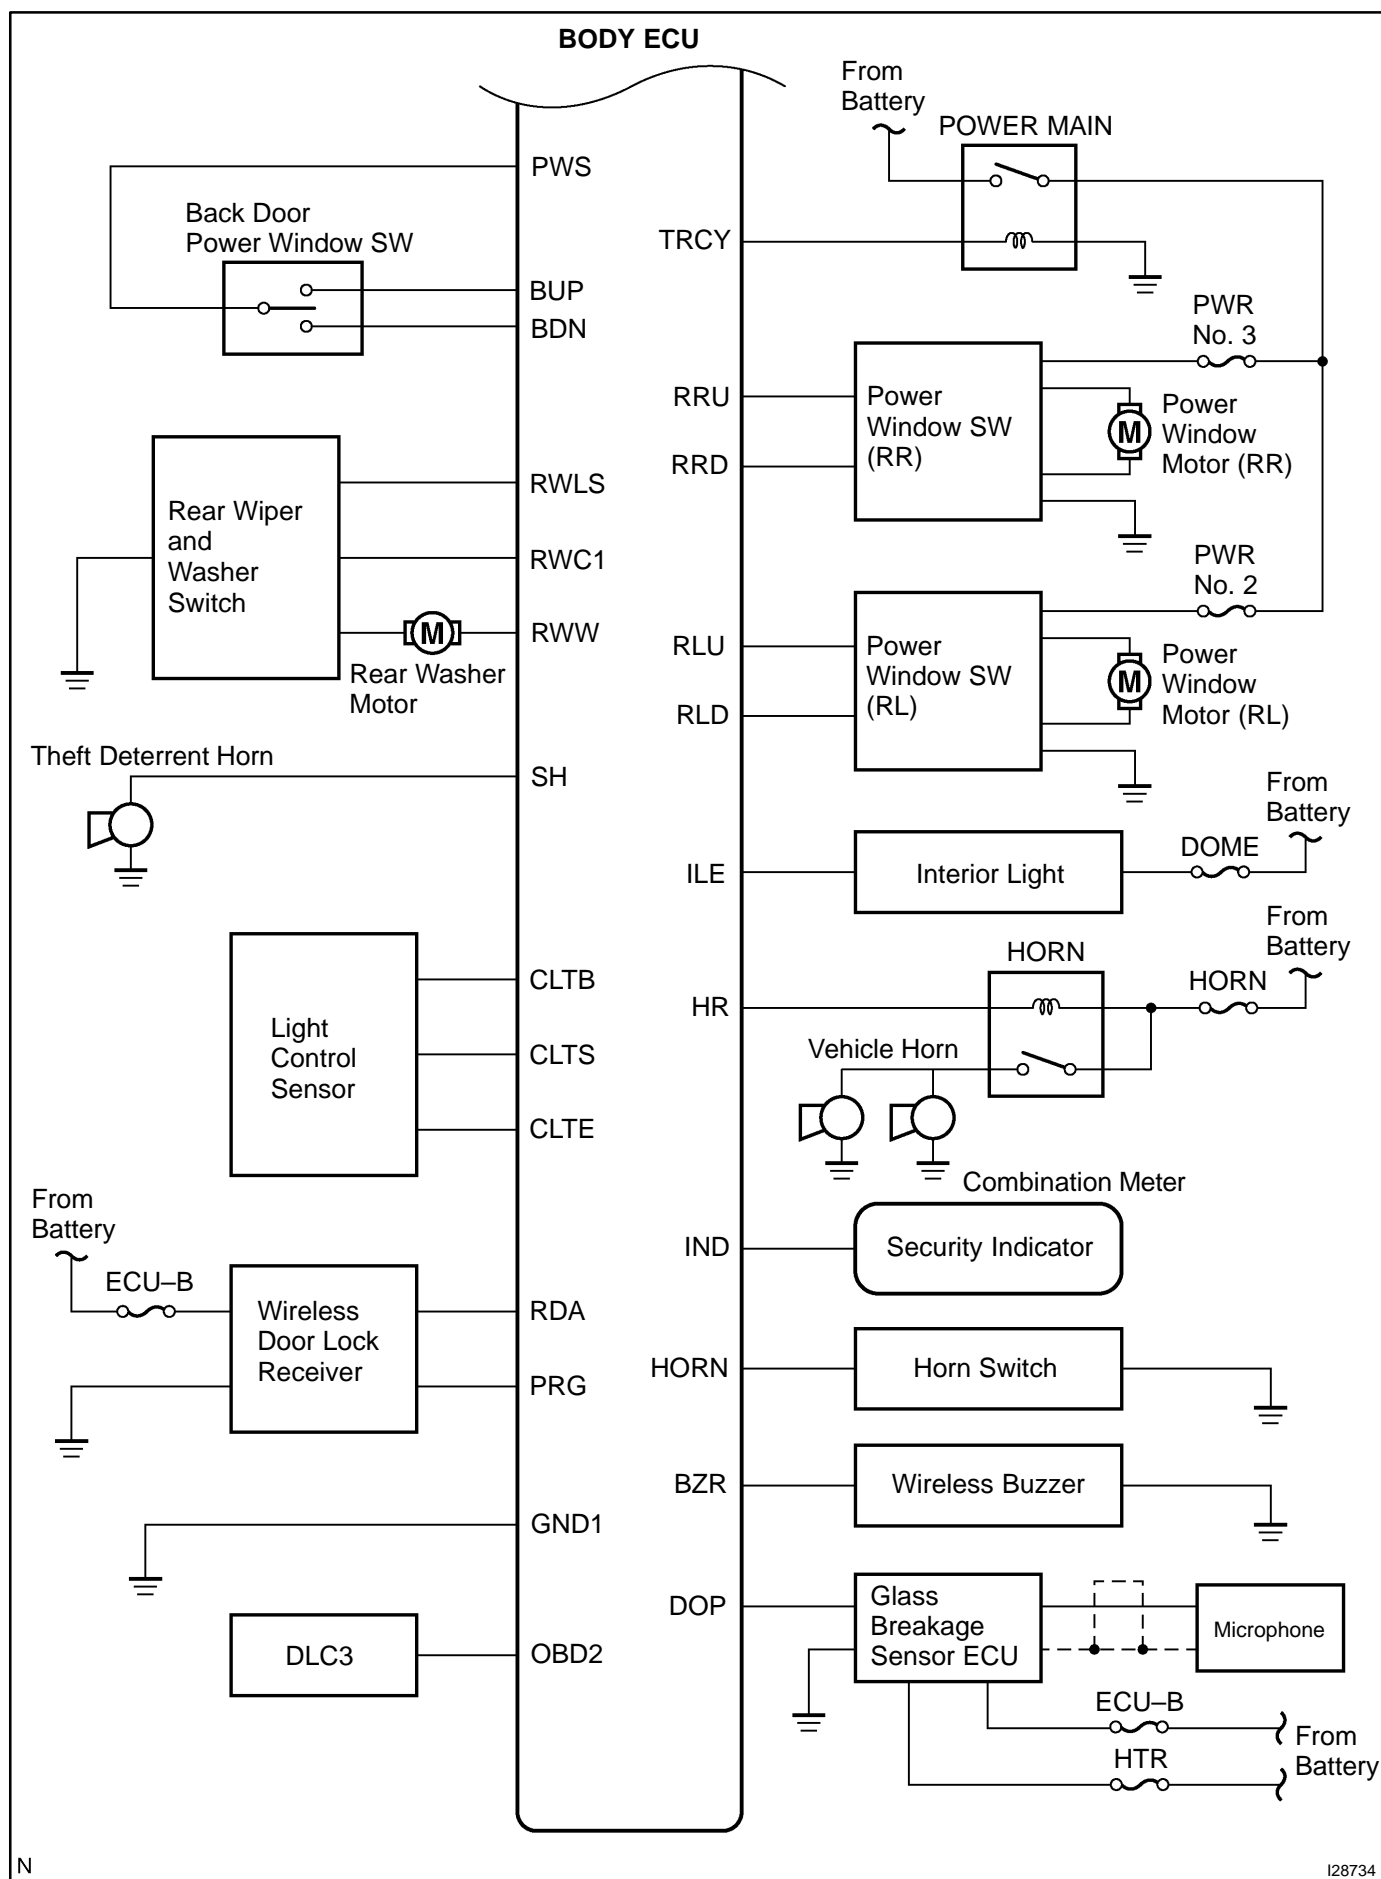 BODY ECU
From
Battery
POWER MAIN
PWS
Back Door
Power Window SW
TRCY
BUP
BDN
PWR
No. 3
RRU
RRD
Power
Window SW
(RR)
Power
Window
Motor (RR)
M
Rear Wiper
and
Washer
Switch
RWLS
RWC1
RWW
M
Rear Washer
Motor
PWR
No. 2
RLU
RLD
Power
Window SW
(RL)
Power
Window
Motor (RL)
M
Theft Deterrent Horn
SH
From
Battery
DOME
ILE
Interior Light
From
Battery
HORN
HORN
HR
Vehicle Horn
Light
Control
Sensor
CLTB
CLTS
CLTE
Combination Meter
IND
Security Indicator
From
Battery
ECU–B
Wireless
Door Lock
Receiver
RDA
PRG
HORN
Horn Switch
BZR
Wireless Buzzer
GND1
DOP
Glass
Breakage
Sensor ECU
Microphone
DLC3
OBD2
ECU–B
HTR
From
Battery
N
I28734